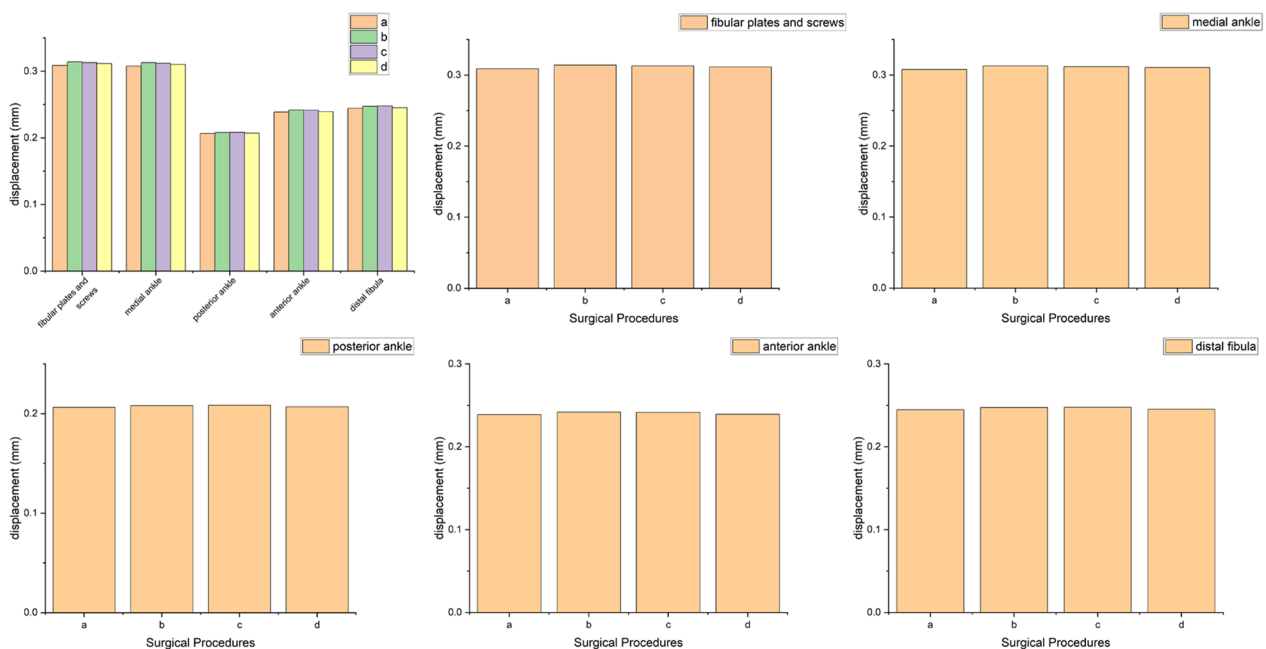 a
b
c
d
displacement (mm)
0.3
0.2
0.1
0.0
fibular plates and
screws
medial ankle
posterior ankle
anterior ankle
distal fibula
fibular plates and screws
displacement (mm)
0.3
0.2
0.1
0.0
a b c d
Surgical Procedures
medial ankle
displacement (mm)
0.3
0.2
0.1
0.0
a b c d
Surgical Procedures
posterior ankle
displacement (mm)
0.2
0.1
0.0
a b c d
Surgical Procedures
anterior ankle
displacement (mm)
0.3
0.2
0.1
0.0
a b c d
Surgical Procedures
distal fibula
displacement (mm)
0.3
0.2
0.1
0.0
a b c d
Surgical Procedures